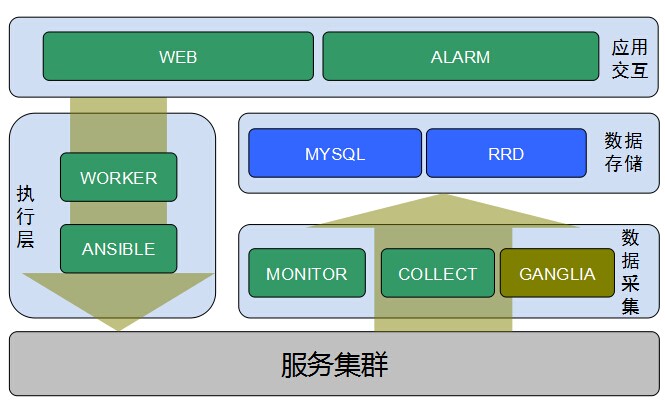 WEB
ALARM
应用
交互
执
行
层
WORKER
ANSIBLE
MYSQL
RRD
数据
存储
MONITOR
COLLECT
GANGLIA
数
据
采
集
服务集群